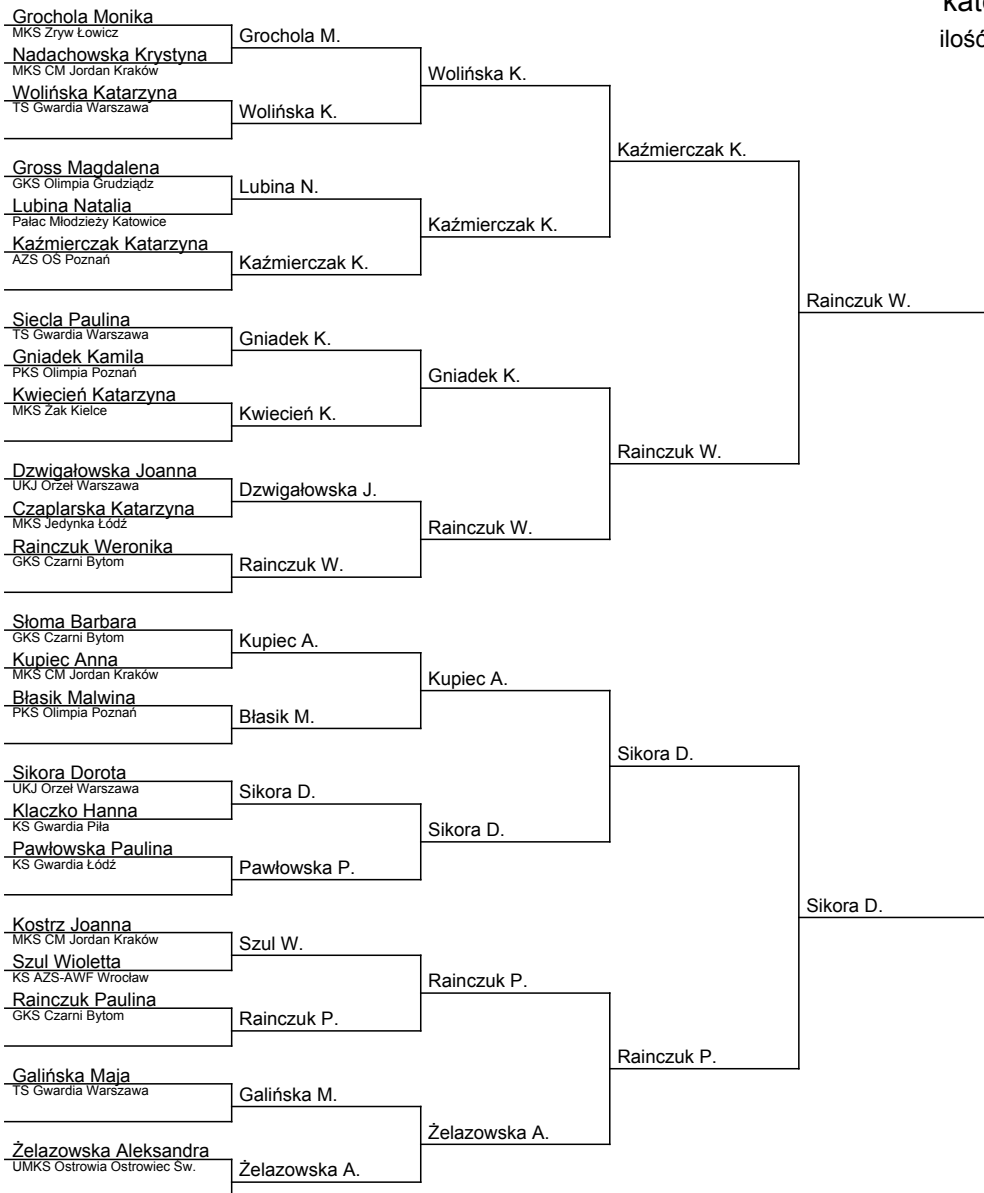 kat
ilość
Grochola Monika
MKS Zryw Łowicz
Grochola M.
Nadachowska Krystyna
MKS CM Jordan Kraków
Wolińska K.
Wolińska Katarzyna
TS Gwardia Warszawa
Wolińska K.
Kaźmierczak K.
Gross Magdalena
GKS Olimpia Grudziądz
Lubina N.
Lubina Natalia
Pałac Młodzieży Katowice
Kaźmierczak K.
Kaźmierczak Katarzyna
AZS OŚ Poznań
Kaźmierczak K.
Rainczuk W.
Siecla Paulina
TS Gwardia Warszawa
Gniadek K.
Gniadek Kamila
PKS Olimpia Poznań
Gniadek K.
Kwiecień Katarzyna
MKS Żak Kielce
Kwiecień K.
Rainczuk W.
Dzwigałowska Joanna
UKJ Orzeł Warszawa
Dzwigałowska J.
Czaplarska Katarzyna
MKS Jedynka Łódź
Rainczuk W.
Rainczuk Weronika
GKS Czarni Bytom
Rainczuk W.
Słoma Barbara
GKS Czarni Bytom
Kupiec A.
Kupiec Anna
MKS CM Jordan Kraków
Kupiec A.
Błasik Malwina
PKS Olimpia Poznań
Błasik M.
Sikora D.
Sikora Dorota
UKJ Orzeł Warszawa
Sikora D.
Klaczko Hanna
KS Gwardia Piła
Sikora D.
Pawłowska Paulina
KS Gwardia Łódź
Pawłowska P.
Sikora D.
Kostrz Joanna
MKS CM Jordan Kraków
Szul W.
Szul Wioletta
KS AZS-AWF Wrocław
Rainczuk P.
Rainczuk Paulina
GKS Czarni Bytom
Rainczuk P.
Rainczuk P.
Galińska Maja
TS Gwardia Warszawa
Galińska M.
Żelazowska A.
Żelazowska Aleksandra
UMKS Ostrowia Ostrowiec Św.
Żelazowska A.